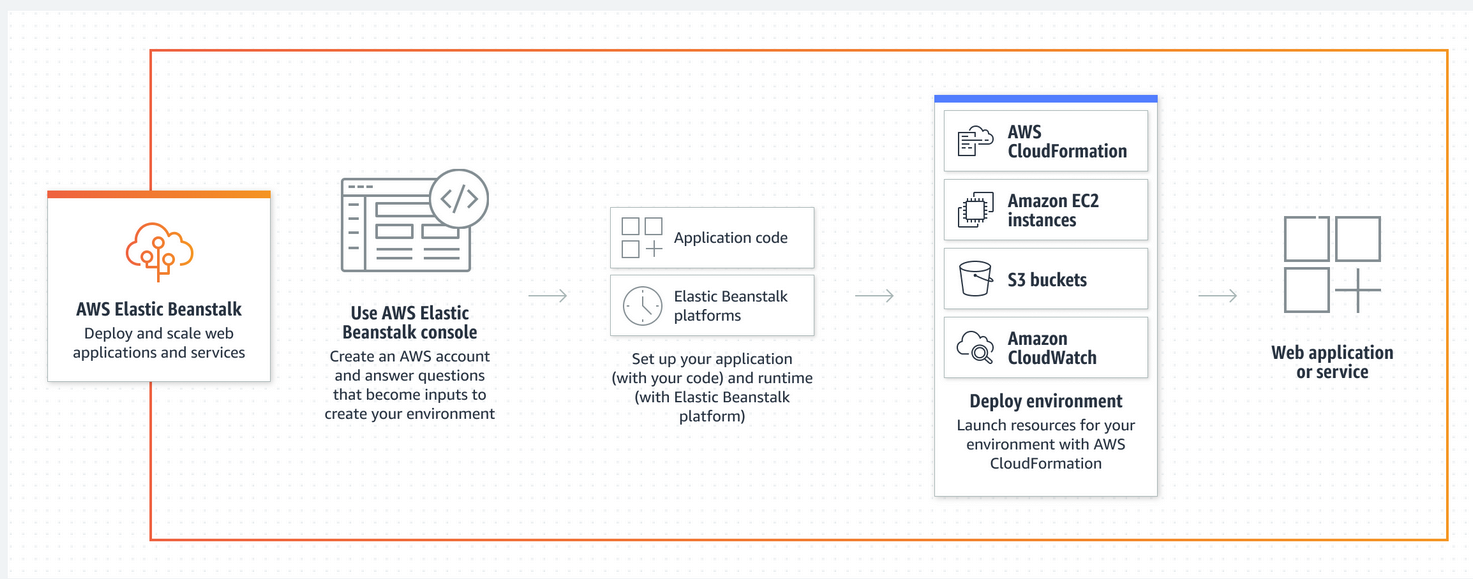 AWS Elastic Beanstalk
Deploy and scale web
applications and services
</>
Use AWS Elastic
Beanstalk console
Create an AWS account
and answer questions
that become inputs to
create your environment
Application code
Elastic Beanstalk
platforms
Set up your application
(with your code) and runtime
(with Elastic Beanstalk
platform)
AWS
CloudFormation
Amazon EC2
instances
S3 buckets
Amazon
CloudWatch
Deploy environment
Launch resources for your
environment with AWS
CloudFormation
Web application
or service